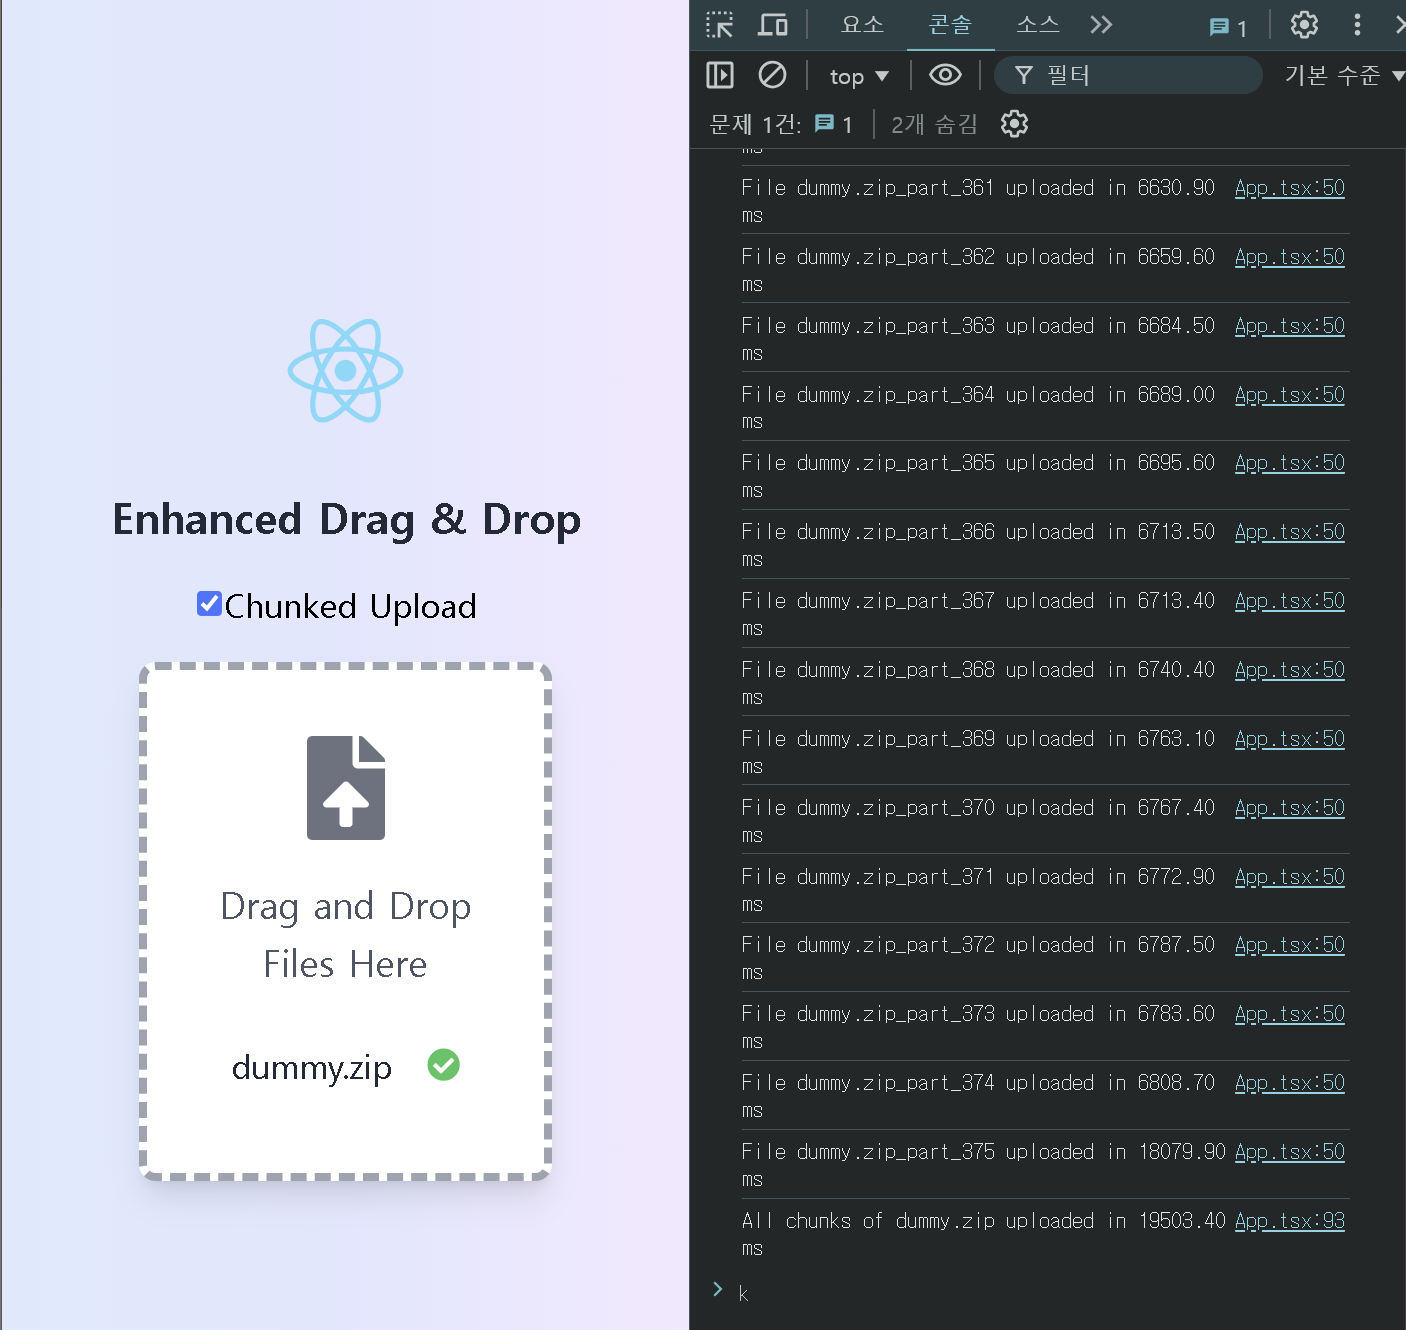 Enhanced Drag & Drop
Chunked Upload
Drag and Drop
Files Here
dummy.zip
요소 콘솔 소스 1
top 필터 기본 수준
문제 1건: 1 2개 숨김
ms
File dummy.zip_part_361 uploaded in 6630.90 App.tsx:50
ms
File dummy.zip_part_362 uploaded in 6659.60 App.tsx:50
ms
File dummy.zip_part_363 uploaded in 6684.50 App.tsx:50
ms
File dummy.zip_part_364 uploaded in 6689.00 App.tsx:50
ms
File dummy.zip_part_365 uploaded in 6695.60 App.tsx:50
ms
File dummy.zip_part_366 uploaded in 6713.50 App.tsx:50
ms
File dummy.zip_part_367 uploaded in 6713.40 App.tsx:50
ms
File dummy.zip_part_368 uploaded in 6740.40 App.tsx:50
ms
File dummy.zip_part_369 uploaded in 6763.10 App.tsx:50
ms
File dummy.zip_part_370 uploaded in 6767.40 App.tsx:50
ms
File dummy.zip_part_371 uploaded in 6772.90 App.tsx:50
ms
File dummy.zip_part_372 uploaded in 6787.50 App.tsx:50
ms
File dummy.zip_part_373 uploaded in 6783.60 App.tsx:50
ms
File dummy.zip_part_374 uploaded in 6808.70 App.tsx:50
ms
File dummy.zip_part_375 uploaded in 18079.90 App.tsx:50
ms
All chunks of dummy.zip uploaded in 19503.40 App.tsx:93
ms
k